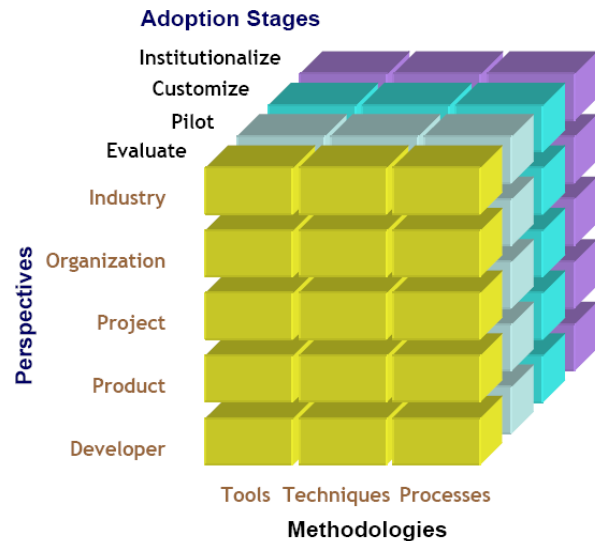 Adoption Stages
Institutionalize
Customize
Pilot
Evaluate
Industry
Organization
Project
Product
Developer
Perspectives
Tools Techniques Processes
Methodologies